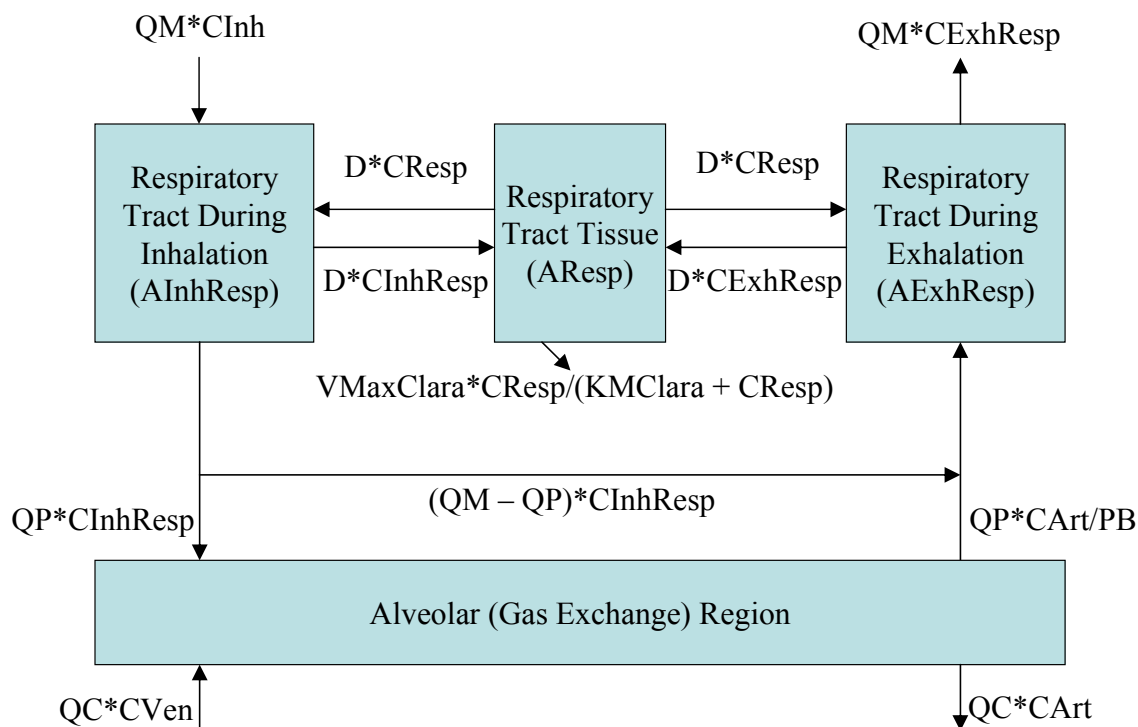 QM*CInh
QM*CExhResp
Respiratory
Tract During
Inhalation
(AInhResp)
D*CResp
D*CInhResp
Respiratory
Tract Tissue
(AResp)
D*CResp
D*CExhResp
Respiratory
Tract During
Exhalation
(AExhResp)
VMaxClara*CResp/(KMClara + CResp)
(QM – QP)*CInhResp
QP*CInhResp
QP*CArt/PB
Alveolar (Gas Exchange) Region
QC*CVen
QC*CArt